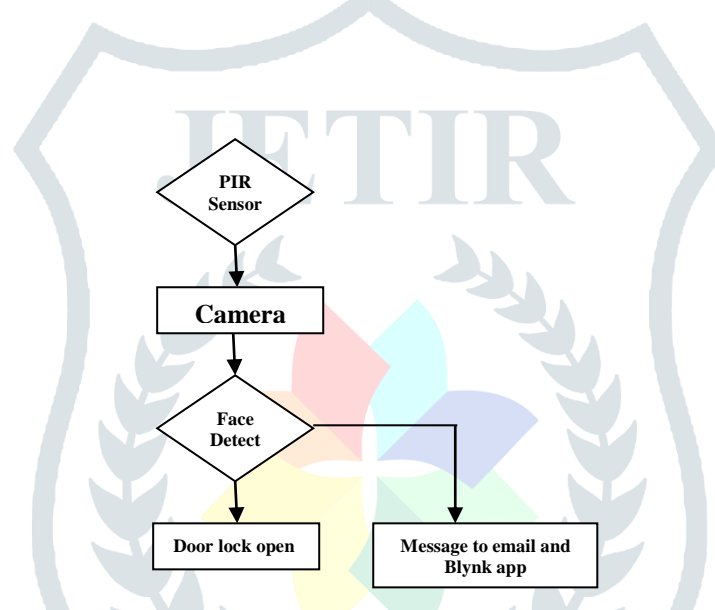 JETIR
PIR
Sensor
Camera
Face
Detect
Door lock open
Message to email and
Blynk app